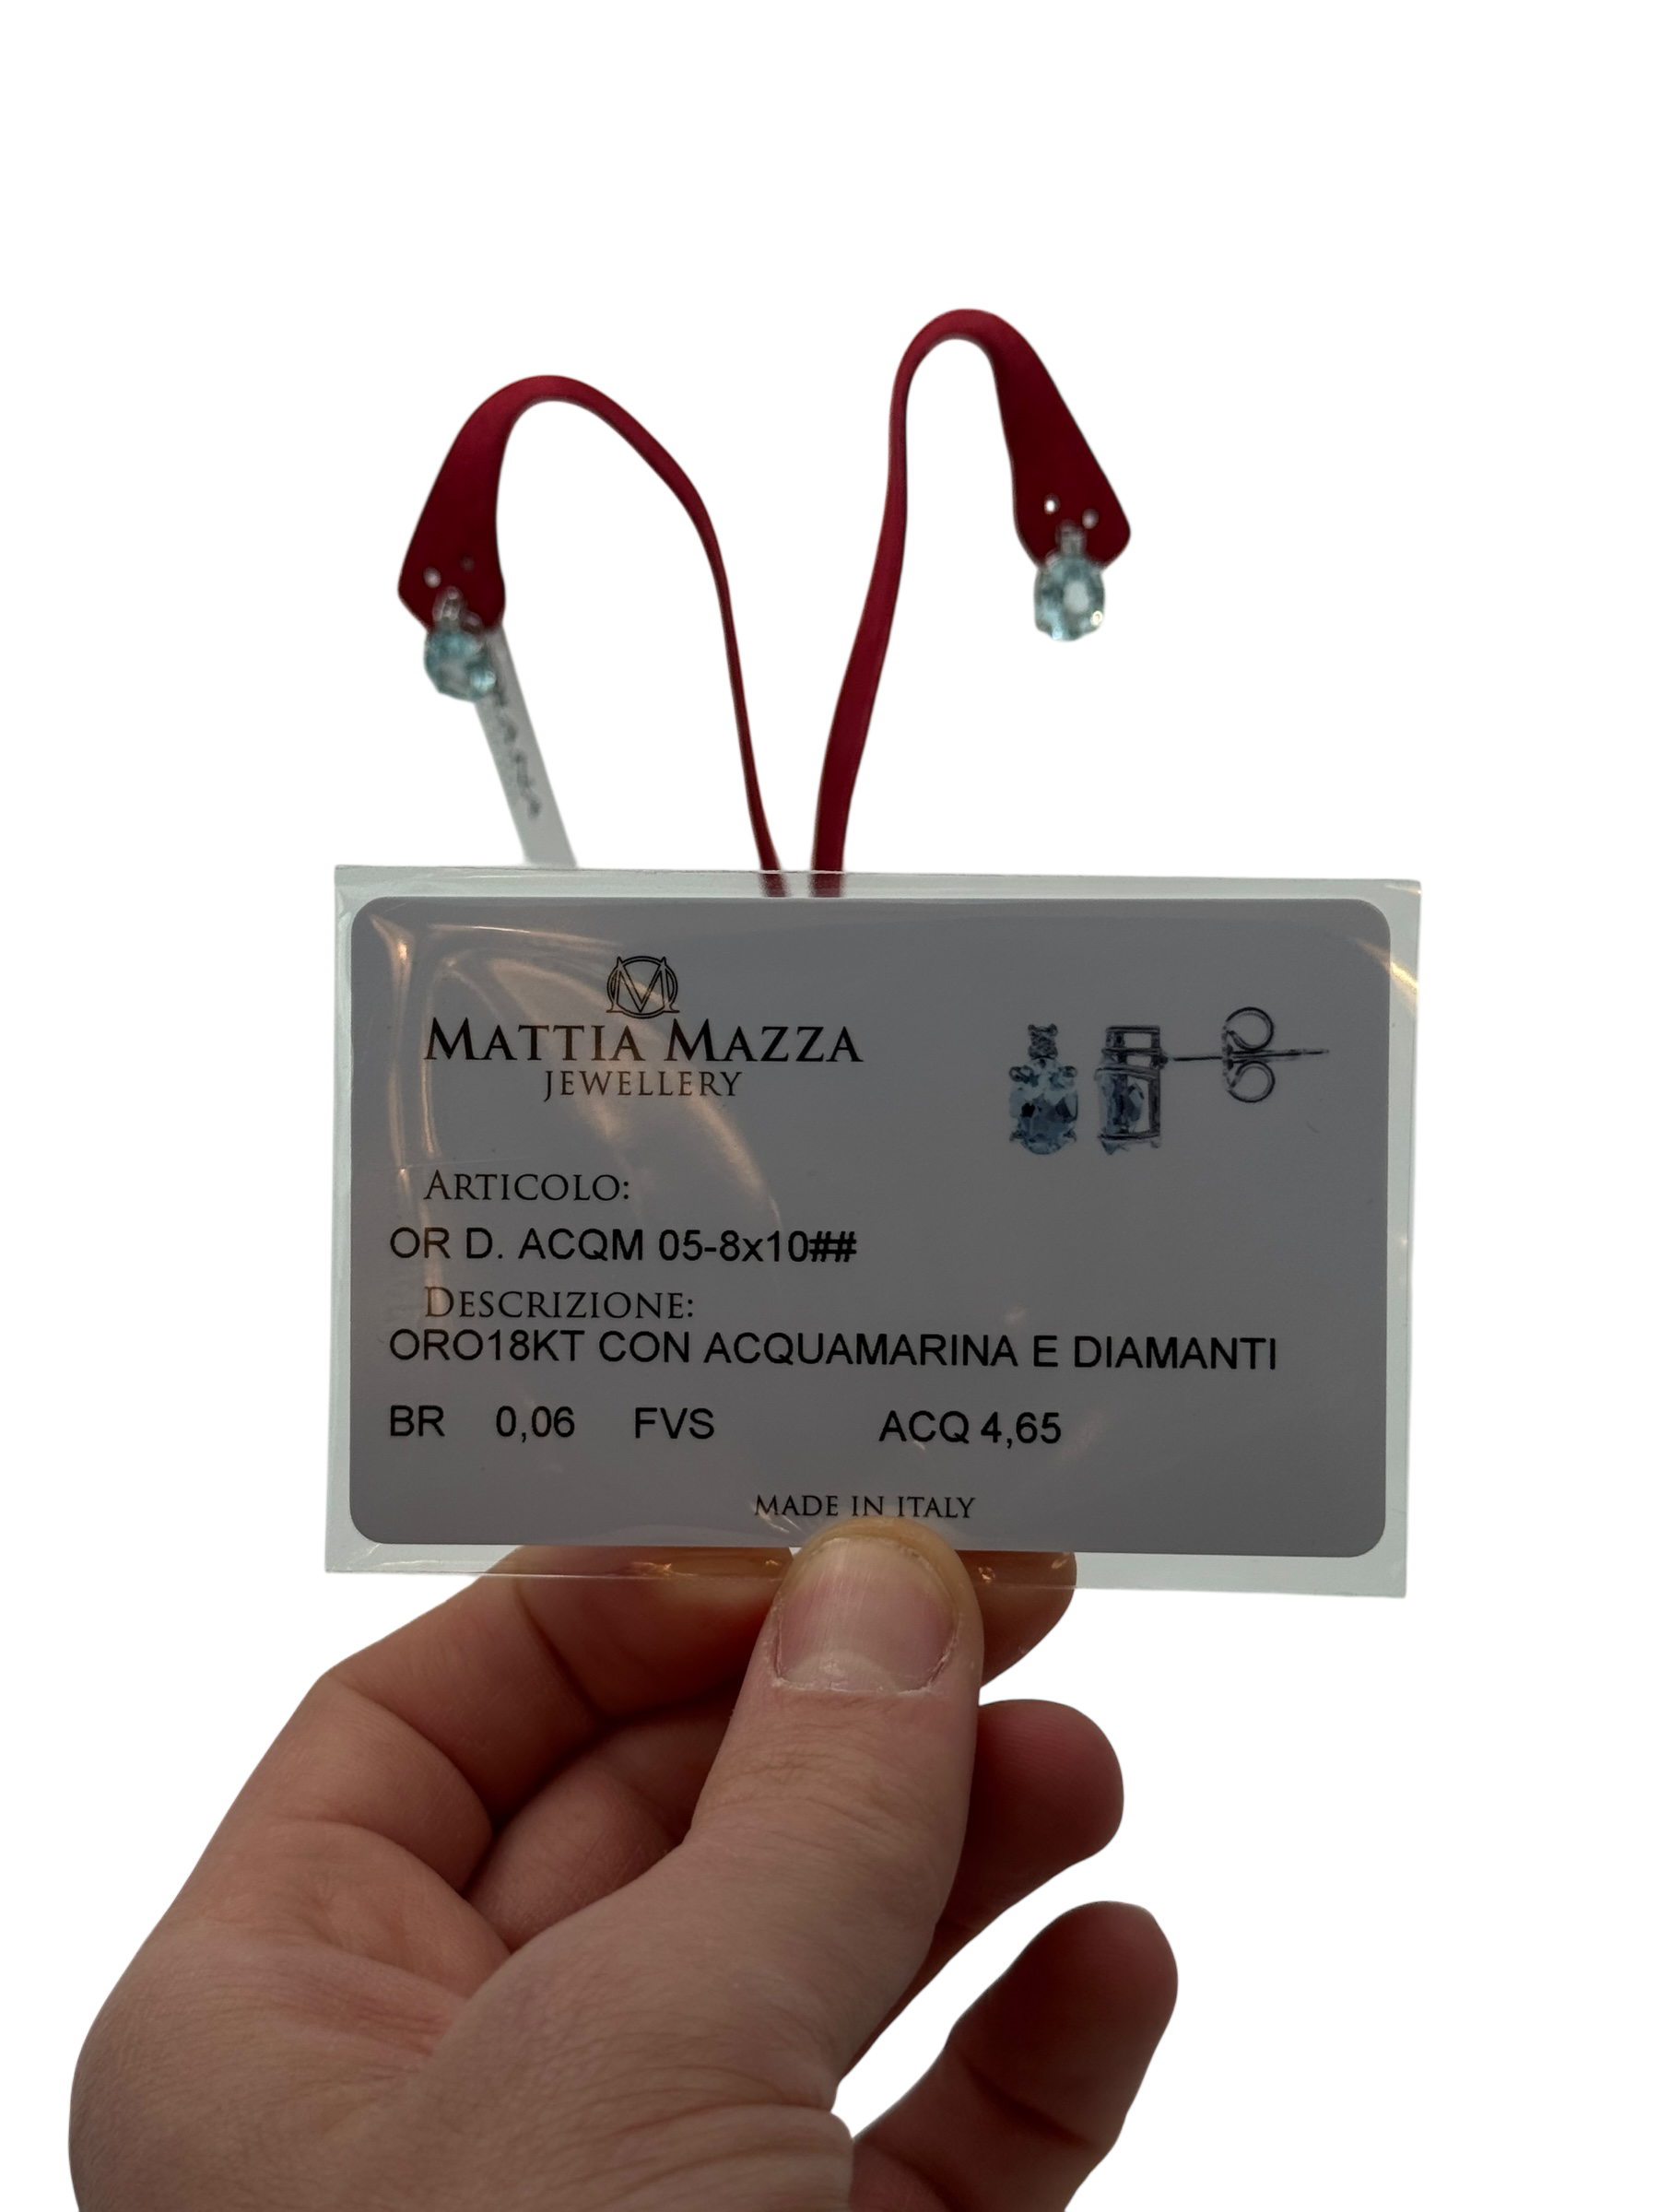 MATTIA MAZZA
JEWELLERY
ARTICOLO:
OR D. ACQM 05-8x10##
DESCRIZIONE:
ORO18KT CON ACQUAMARINA E DIAMANTI
BR 0,06 FVS ACQ 4,65
MADE IN ITALY